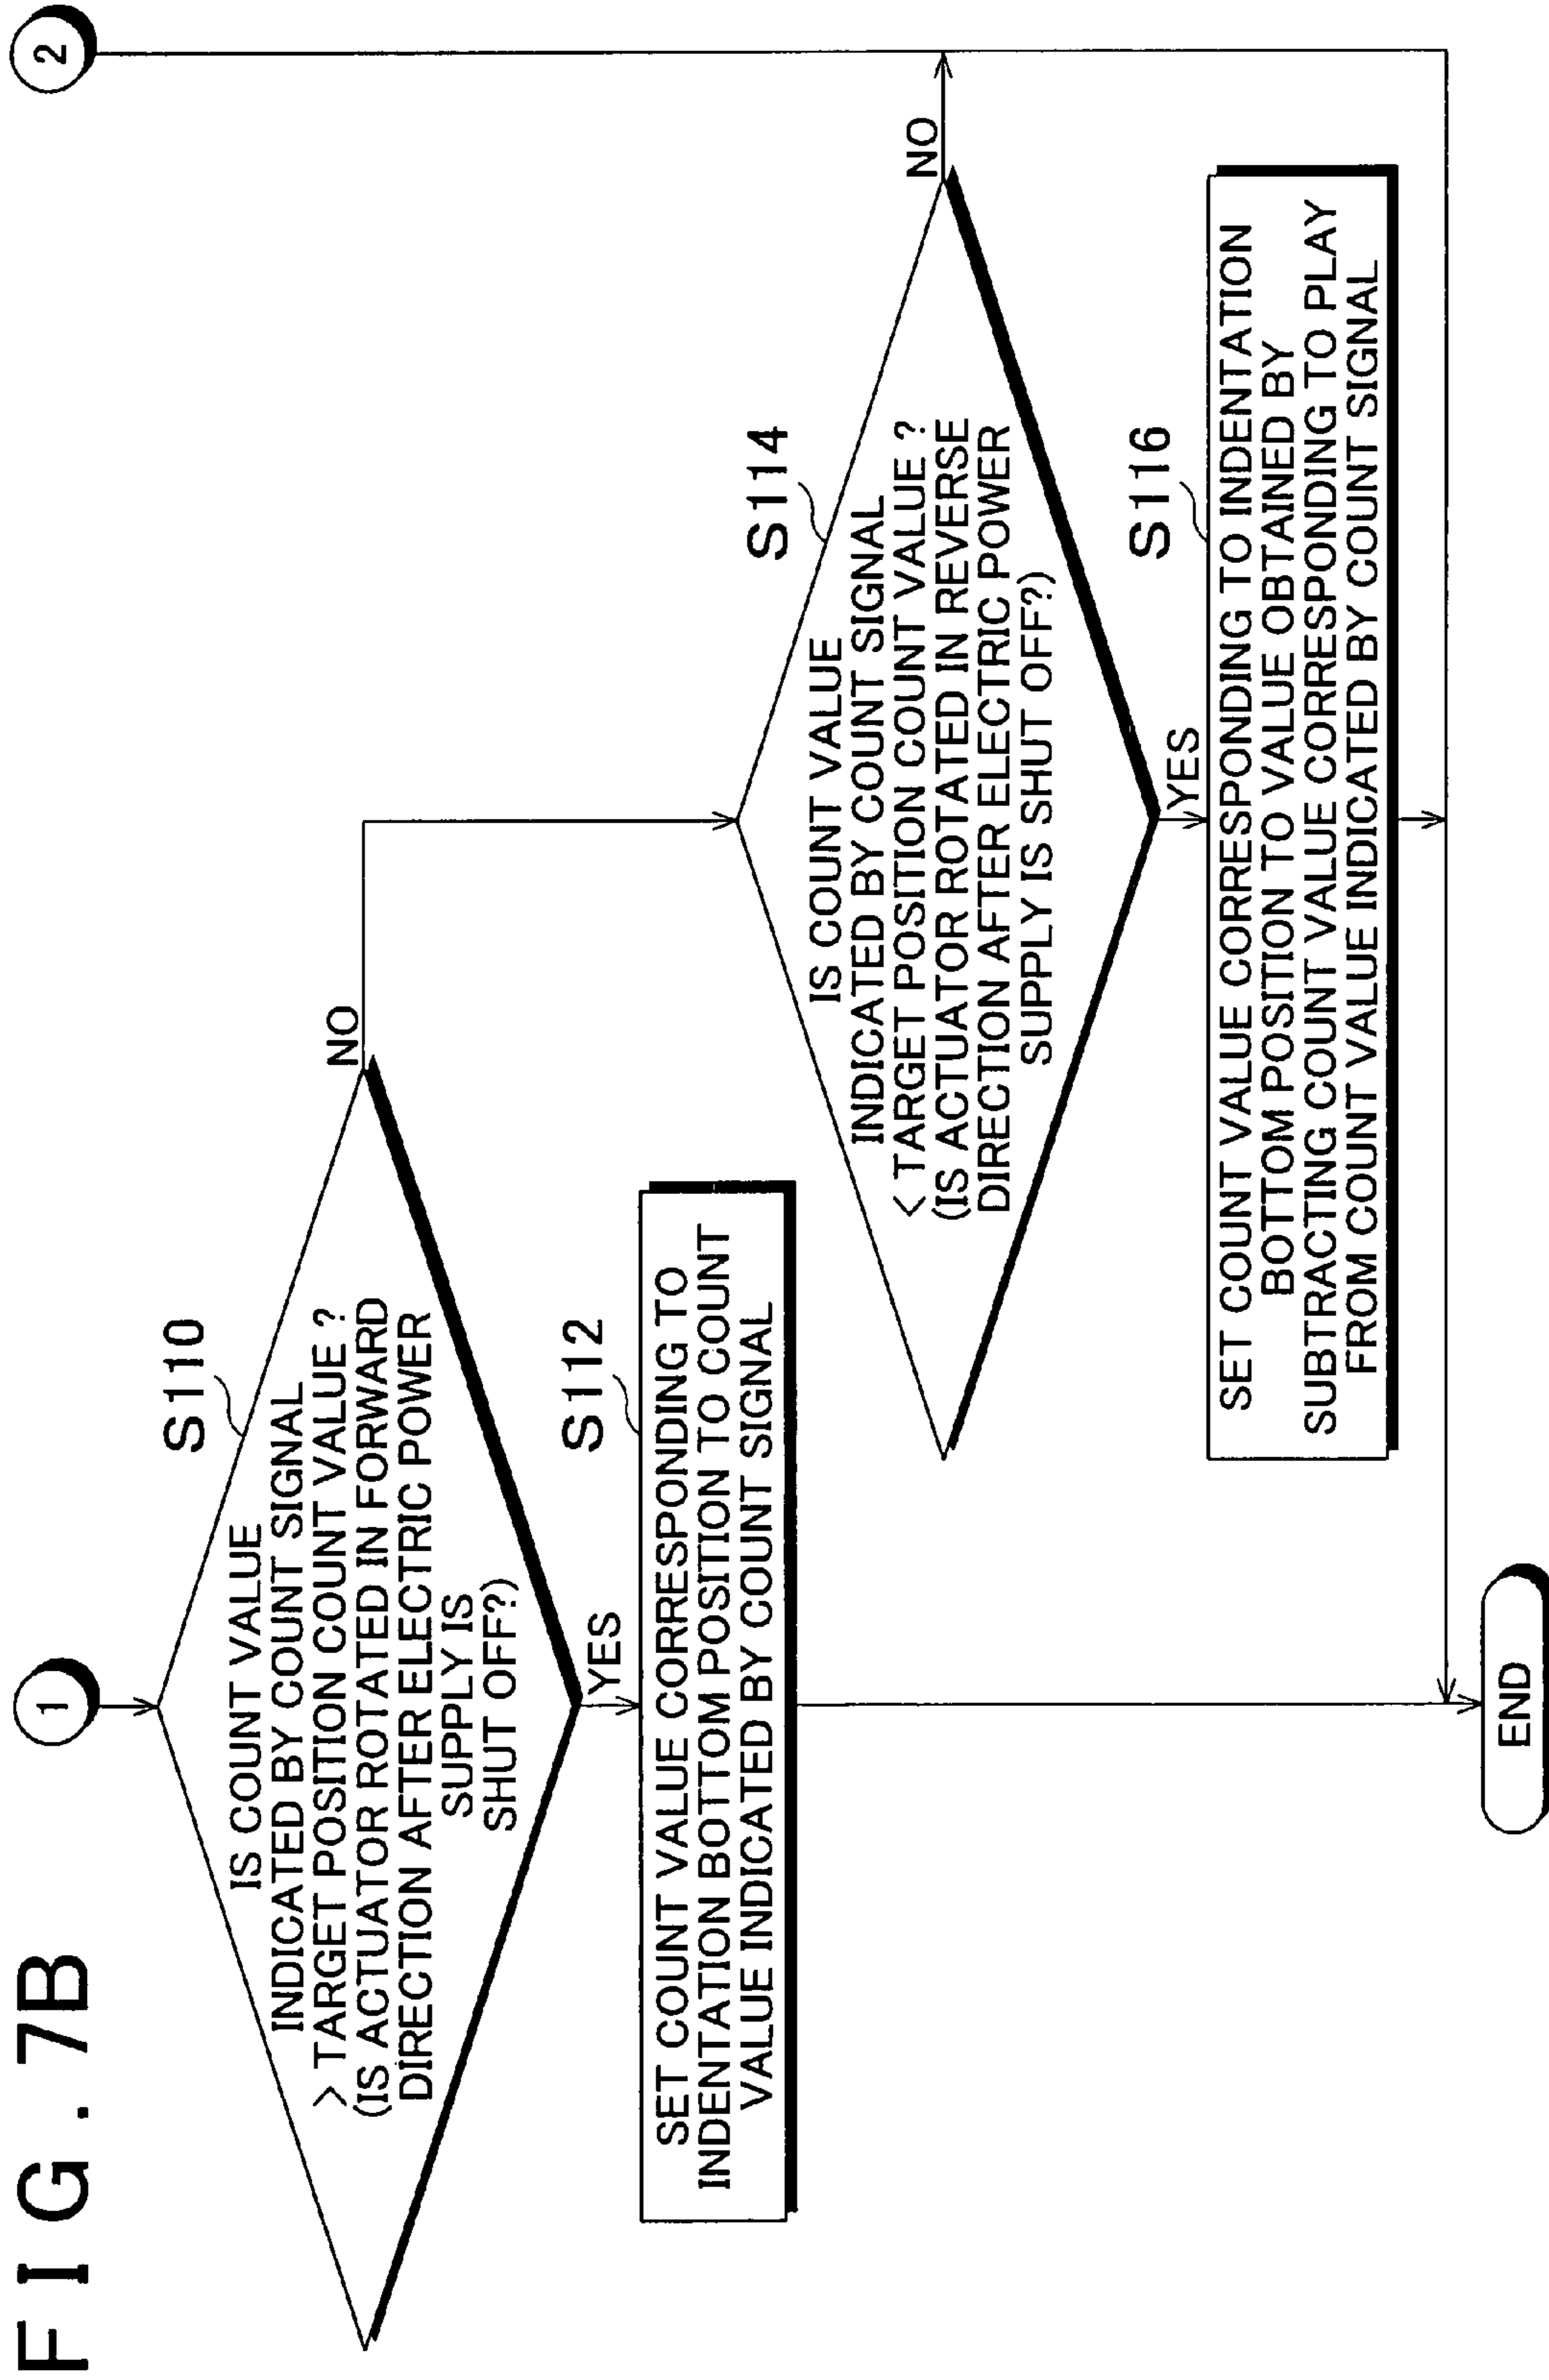 FIG. 7B
1
S110
IS COUNT VALUE
INDICATED BY COUNT SIGNAL
> TARGET POSITION COUNT VALUE ?
(IS ACTUATOR ROTATED IN FORWARD
DIRECTION AFTER ELECTRIC POWER
SUPPLY IS
SHUT OFF?)
NO
YES
S112
SET COUNT VALUE CORRESPONDING TO
INDENTATION BOTTOM POSITION TO COUNT
VALUE INDICATED BY COUNT SIGNAL
2
S114
IS COUNT VALUE
INDICATED BY COUNT SIGNAL
< TARGET POSITION COUNT VALUE ?
(IS ACTUATOR ROTATED IN REVERSE
DIRECTION AFTER ELECTRIC POWER
SUPPLY IS SHUT OFF?)
NO
YES
S116
SET COUNT VALUE CORRESPONDING TO INDENTATION
BOTTOM POSITION TO VALUE OBTAINED BY
SUBTRACTING COUNT VALUE CORRESPONDING TO PLAY
FROM COUNT VALUE INDICATED BY COUNT SIGNAL
END